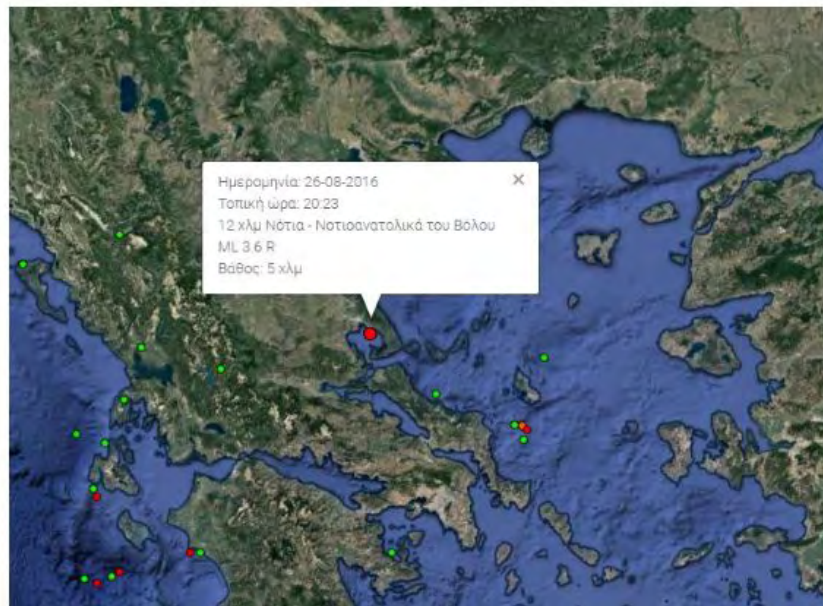 Ημερομηνία: 26-08-2016
Τοπική ώρα: 20:23
12 χλμ Νότια - Νοτιοανατολικά του Βόλου
ML 3.6 R
Βάθος: 5 χλμ